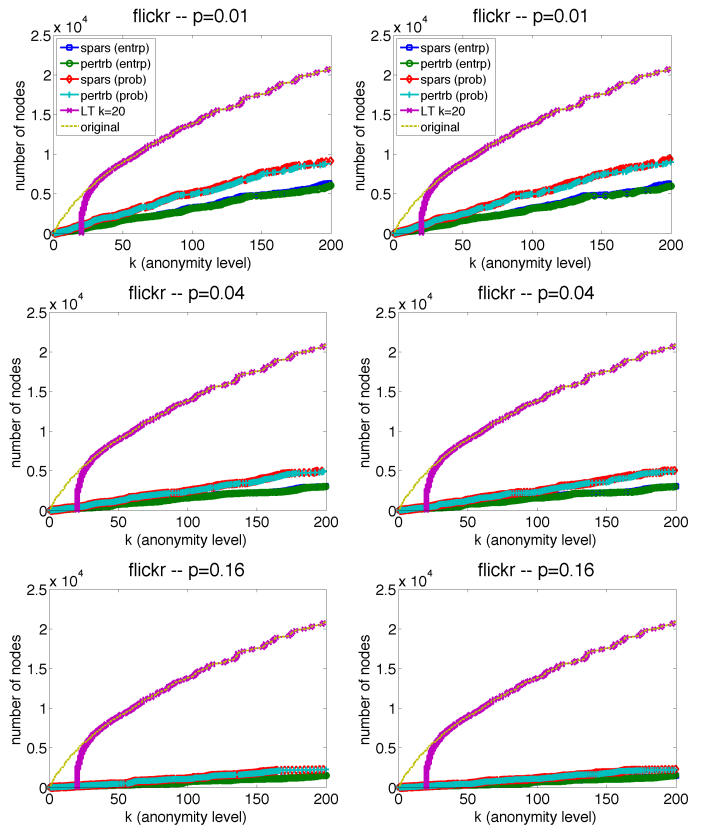 flickr -- p=0.01
x 10^4
2.5
2
1.5
1
0.5
0
50
100
150
200
0
number of nodes
k (anonymity level)
spars (entrp)
pertrb (entrp)
spars (prob)
pertrb (prob)
LT k=20
original
flickr -- p=0.01
x 10^4
2.5
2
1.5
1
0.5
0
50
100
150
200
0
number of nodes
k (anonymity level)
spars (entrp)
pertrb (entrp)
spars (prob)
pertrb (prob)
LT k=20
original
flickr -- p=0.04
x 10^4
2.5
2
1.5
1
0.5
0
0
50
100
150
200
number of nodes
k (anonymity level)
flickr -- p=0.04
x 10^4
2.5
2
1.5
1
0.5
0
0
50
100
150
200
number of nodes
k (anonymity level)
flickr -- p=0.16
x 10^4
2.5
2
1.5
1
0.5
0
0
50
100
150
200
number of nodes
k (anonymity level)
flickr -- p=0.16
x 10^4
2.5
2
1.5
1
0.5
0
0
50
100
150
200
number of nodes
k (anonymity level)